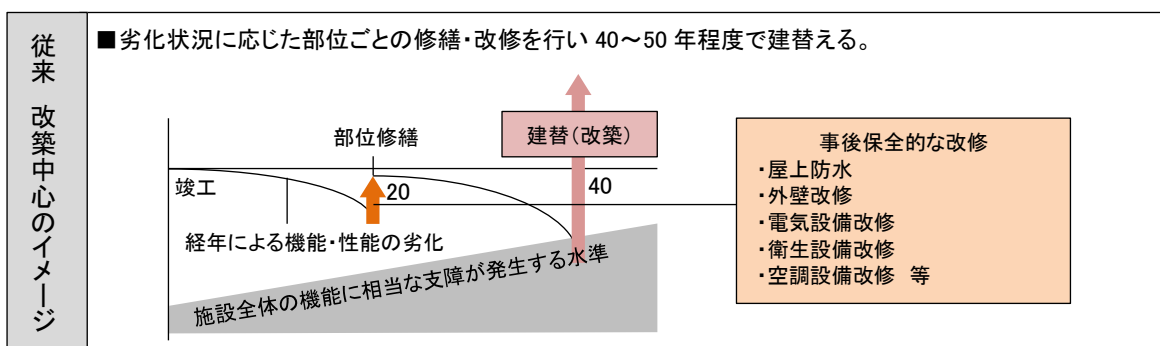 従来 改築中心のイメージ
■劣化状況に応じた部位ごとの修繕・改修を行い 40～50 年程度で建替える。
部位修繕
建替（改築）
竣工
20
40
経年による機能・性能の劣化
施設全体の機能に相当な支障が発生する水準
事後保全的な改修
・屋上防水
・外壁改修
・電気設備改修
・衛生設備改修
・空調設備改修 等